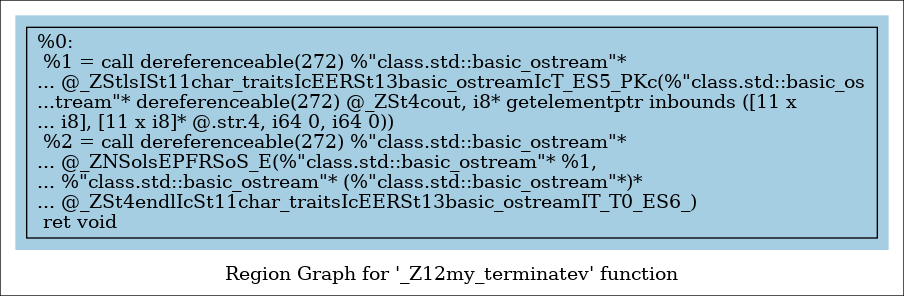 %0:
%1 = call dereferenceable(272) %"class.std::basic_ostream"*
... @_ZStlsISt11char_traitsIcEERSt13basic_ostreamIcT_ES5_PKc(%"class.std::basic_os
...tream"* dereferenceable(272) @_ZSt4cout, i8* getelementptr inbounds ([11 x
... i8], [11 x i8]* @.str.4, i64 0, i64 0))
%2 = call dereferenceable(272) %"class.std::basic_ostream"*
... @_ZNSolsEPFRSoS_E(%"class.std::basic_ostream"* %1,
... %"class.std::basic_ostream"* (%"class.std::basic_ostream"*)*
... @_ZSt4endlIcSt11char_traitsIcEERSt13basic_ostreamIT_T0_ES6_)
ret void
Region Graph for '_Z12my_terminatev' function